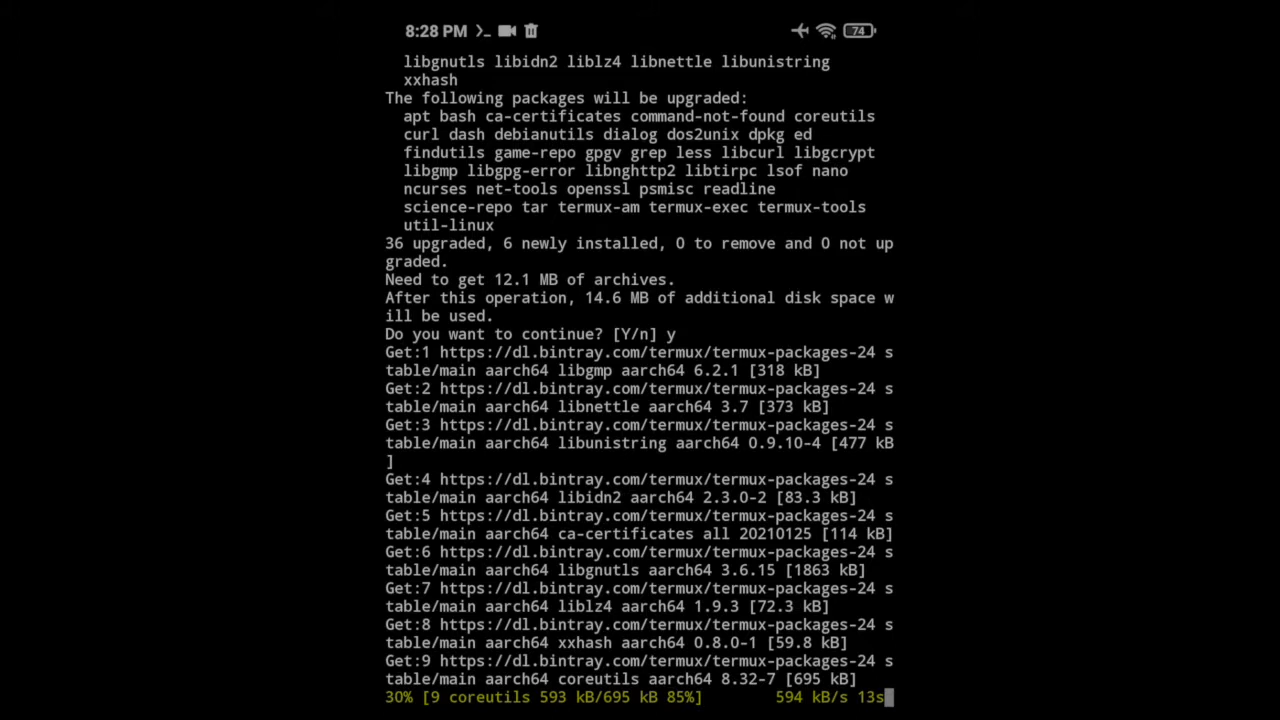 8:28 PM >_ 74
libgnutls libidn2 liblz4 libnettle libunistring
xxhash
The following packages will be upgraded:
apt bash ca-certificates command-not-found coreutils
curl dash debianutils dialog dos2unix dpkg ed
findutils game-repo gpgv grep less libcurl libgcrypt
libgmp libgpg-error libnghttp2 libtirpc lsof nano
ncurses net-tools openssl psmisc readline
science-repo tar termux-am termux-exec termux-tools
util-linux
36 upgraded, 6 newly installed, 0 to remove and 0 not up
graded.
Need to get 12.1 MB of archives.
After this operation, 14.6 MB of additional disk space w
ill be used.
Do you want to continue? [Y/n] y
Get:1 https://dl.bintray.com/termux/termux-packages-24 s
table/main aarch64 libgmp aarch64 6.2.1 [318 kB]
Get:2 https://dl.bintray.com/termux/termux-packages-24 s
table/main aarch64 libnettle aarch64 3.7 [373 kB]
Get:3 https://dl.bintray.com/termux/termux-packages-24 s
table/main aarch64 libunistring aarch64 0.9.10-4 [477 kB
]
Get:4 https://dl.bintray.com/termux/termux-packages-24 s
table/main aarch64 libidn2 aarch64 2.3.0-2 [83.3 kB]
Get:5 https://dl.bintray.com/termux/termux-packages-24 s
table/main aarch64 ca-certificates all 20210125 [114 kB]
Get:6 https://dl.bintray.com/termux/termux-packages-24 s
table/main aarch64 libgnutls aarch64 3.6.15 [1863 kB]
Get:7 https://dl.bintray.com/termux/termux-packages-24 s
table/main aarch64 liblz4 aarch64 1.9.3 [72.3 kB]
Get:8 https://dl.bintray.com/termux/termux-packages-24 s
table/main aarch64 xxhash aarch64 0.8.0-1 [59.8 kB]
Get:9 https://dl.bintray.com/termux/termux-packages-24 s
table/main aarch64 coreutils aarch64 8.32-7 [695 kB]
30% [9 coreutils 593 kB/695 kB 85%] 594 kB/s 13s